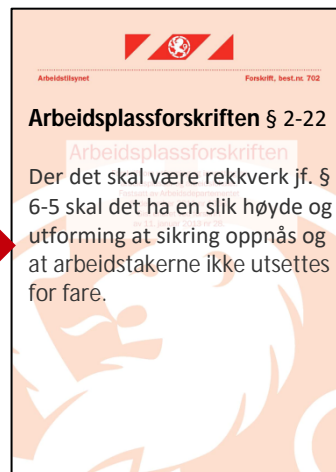 Arbeidstilsynet Forskrift, best.nr. 702
Arbeidsplassforskriften § 2-22
Arbeidsplassforskriften
Der det skal være rekkverk jf. §
6-5 skal det ha en slik høyde og
utforming at sikring oppnås og
at arbeidstakerne ikke utsettes
for fare.